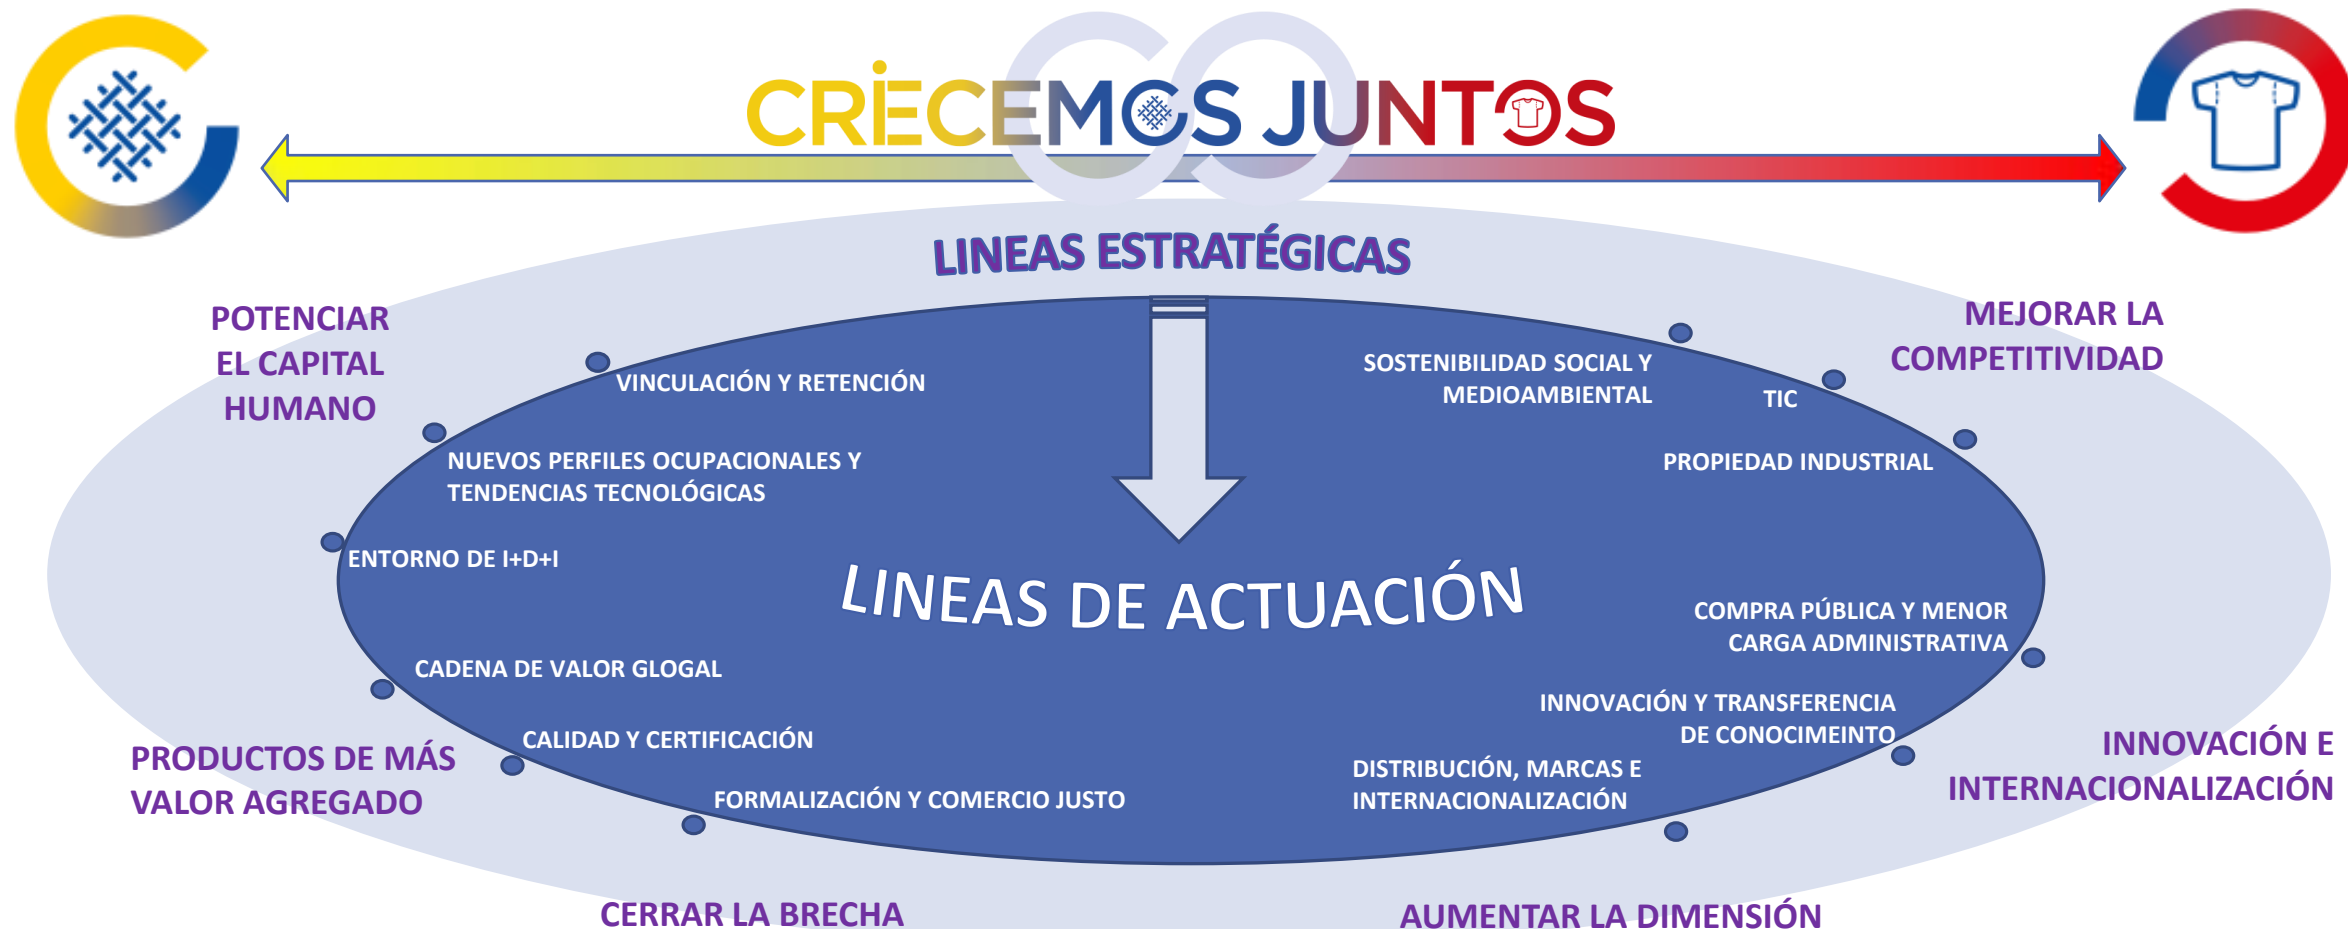 CRECEMOS JUNTOS
LINEAS ESTRATÉGICAS
POTENCIAR
EL CAPITAL
HUMANO
MEJORAR LA
COMPETITIVIDAD
VINCULACIÓN Y RETENCIÓN
SOSTENIBILIDAD SOCIAL Y
MEDIOAMBIENTAL
TIC
NUEVOS PERFILES OCUPACIONALES Y
TENDENCIAS TECNOLÓGICAS
PROPIEDAD INDUSTRIAL
ENTORNO DE I+D+I
LINEAS DE ACTUACIÓN
COMPRA PÚBLICA Y MENOR
CARGA ADMINISTRATIVA
CADENA DE VALOR GLOGAL
INNOVACIÓN Y TRANSFERENCIA
DE CONOCIMEINTO
CALIDAD Y CERTIFICACIÓN
PRODUCTOS DE MÁS
VALOR AGREGADO
INNOVACIÓN E
INTERNACIONALIZACIÓN
DISTRIBUCIÓN, MARCAS E
INTERNACIONALIZACIÓN
FORMALIZACIÓN Y COMERCIO JUSTO
CERRAR LA BRECHA
AUMENTAR LA DIMENSIÓN